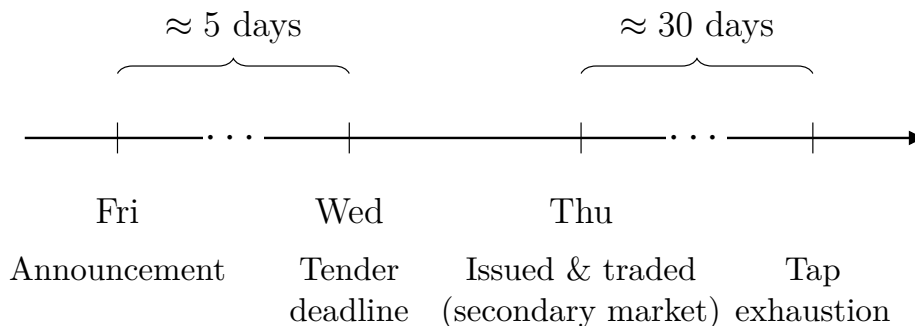 ≈ 5 days
≈ 30 days
· · ·
· · ·
Fri
Wed
Thu
Announcement
Tender
deadline
Issued & traded
(secondary market)
Tap
exhaustion